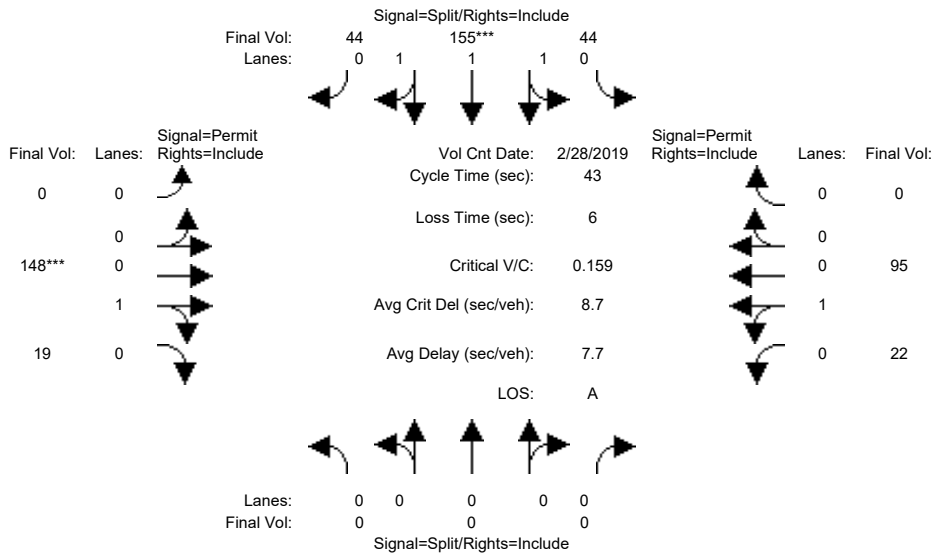 Signal=Split/Rights=Include
Final Vol: 44 155*** 44
Lanes: 0 1 1 1 0
Signal=Permit Signal=Permit
Final Vol: Lanes: Rights=Include Vol Cnt Date: 2/28/2019 Rights=Include Lanes: Final Vol:
Cycle Time (sec): 43
0 0 0 0
Loss Time (sec): 6
0 0
148*** 0 Critical V/C: 0.159 0 95
1 Avg Crit Del (sec/veh): 8.7 1
19 0 Avg Delay (sec/veh): 7.7 0 22
LOS: A
Lanes: 0 0 0 0 0
Final Vol: 0 0 0
Signal=Split/Rights=Include